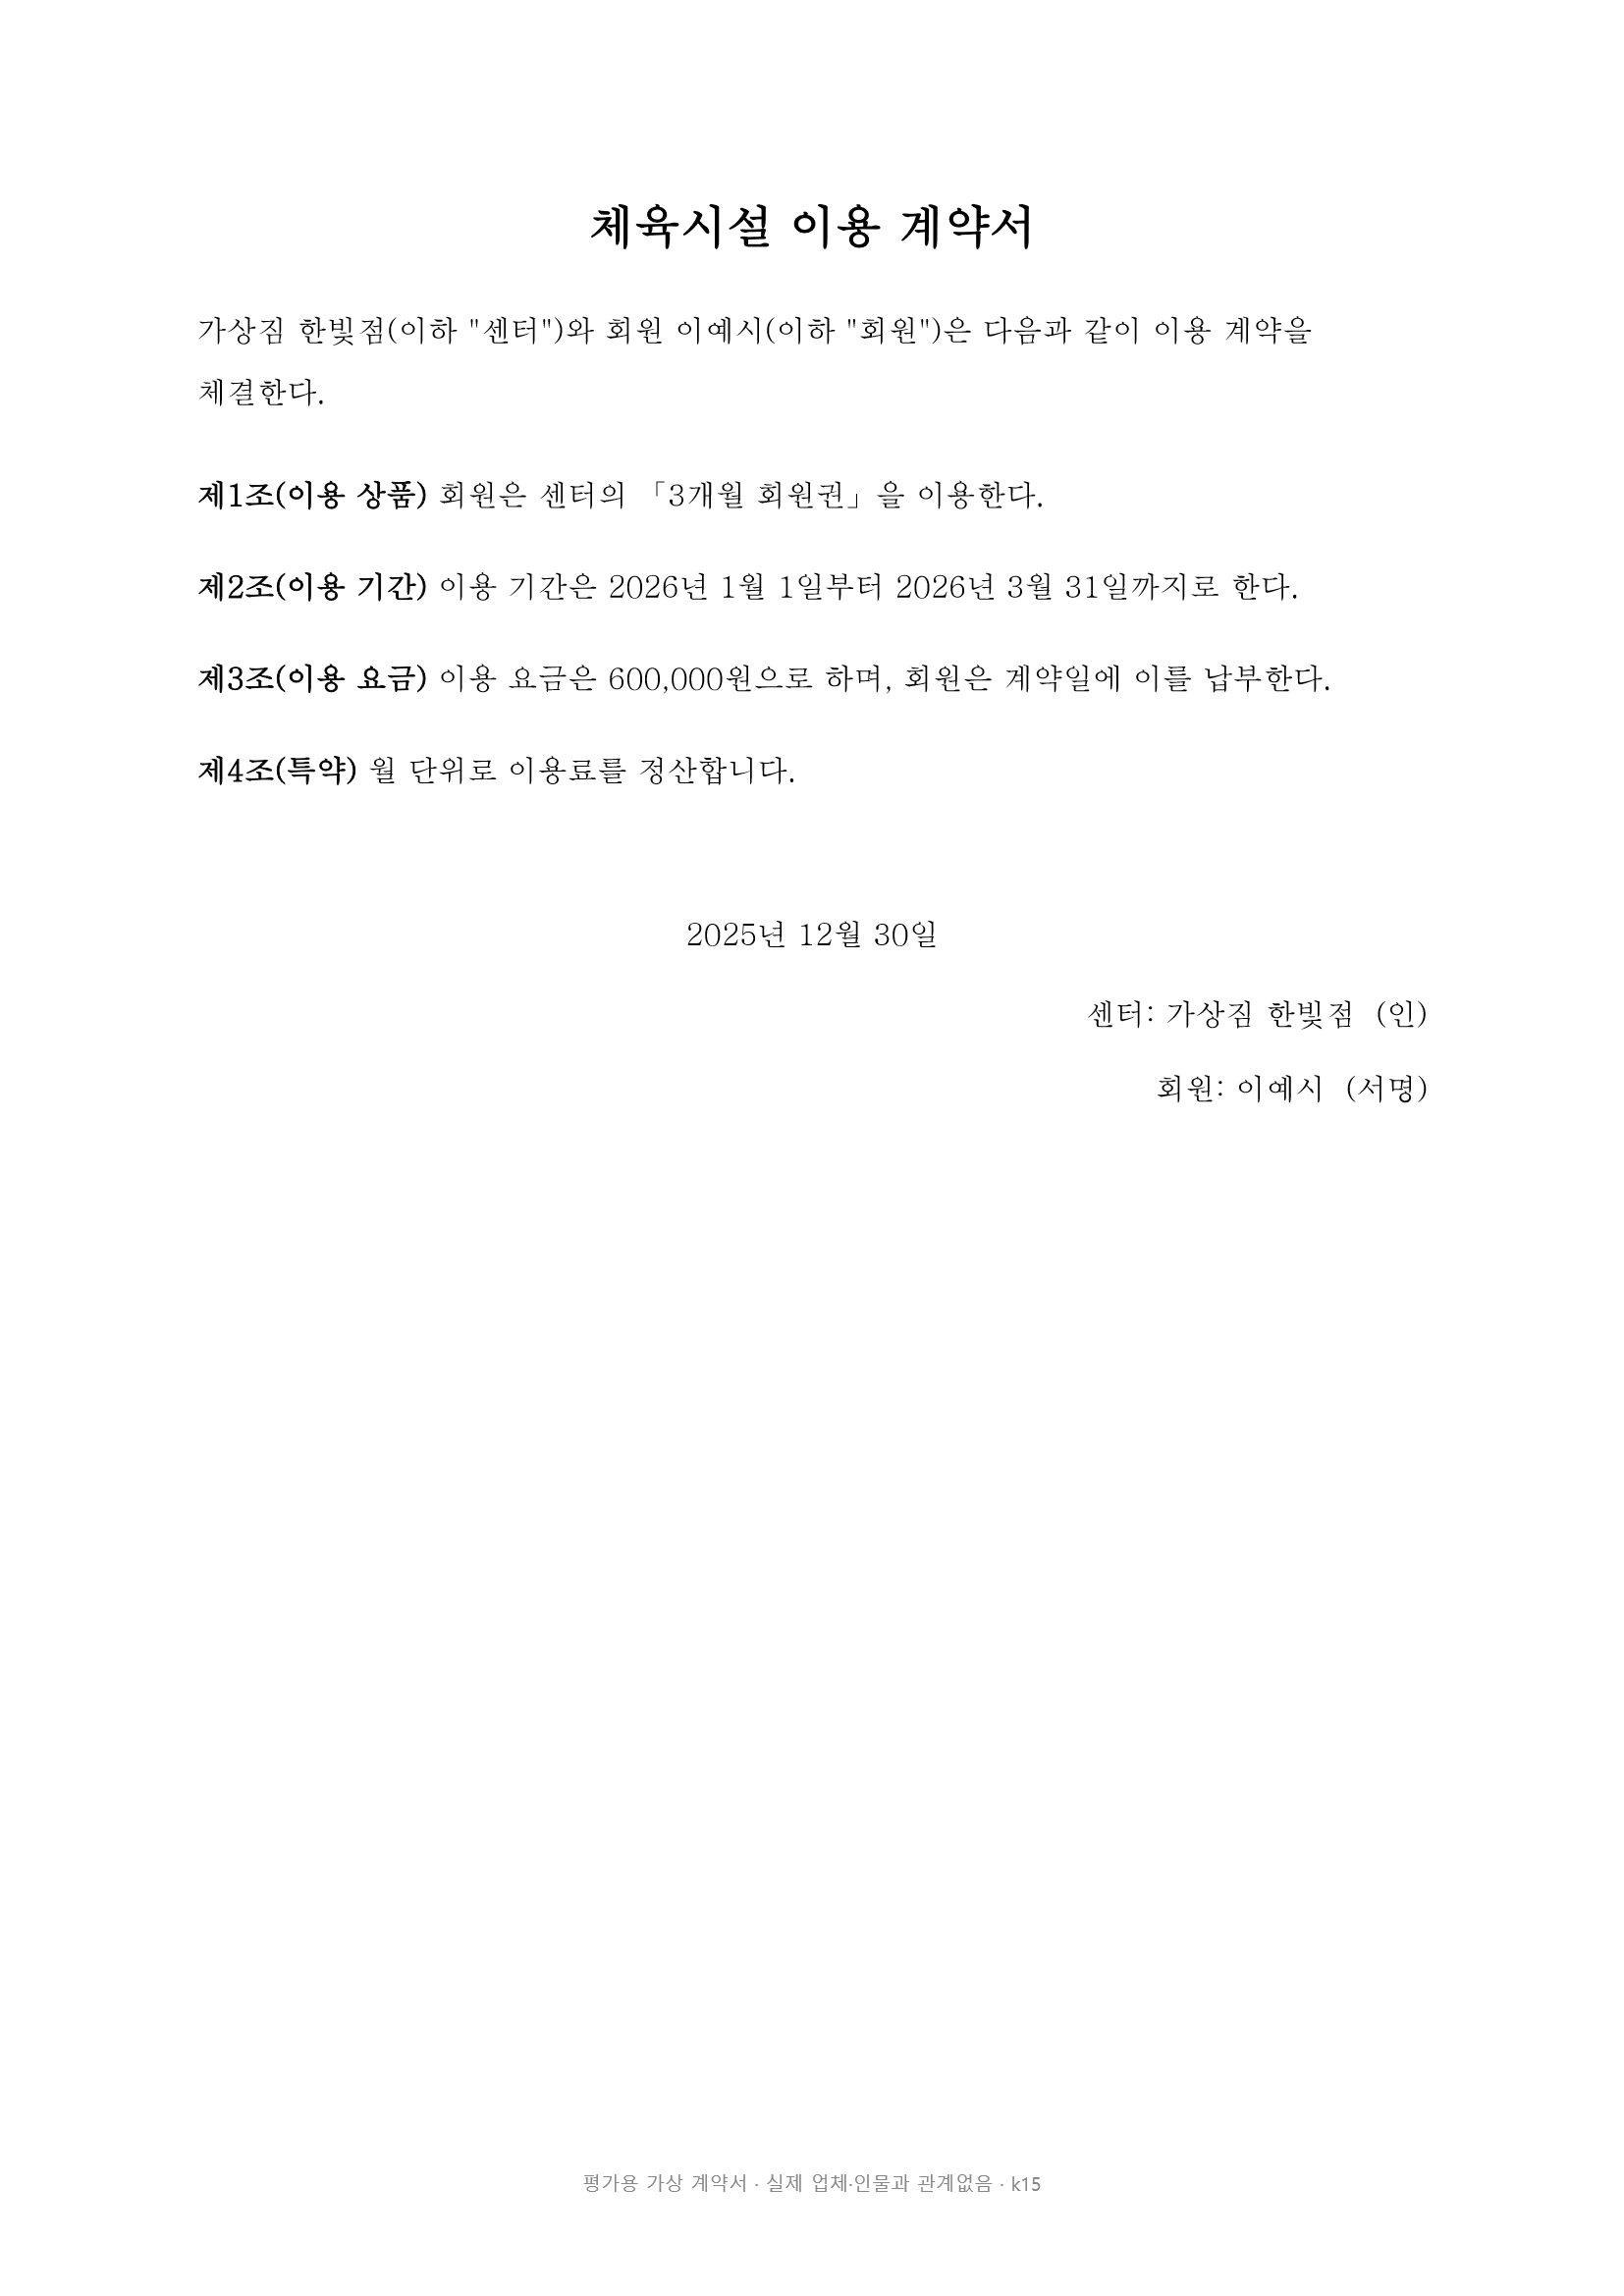 체육시설 이용 계약서
가상짐 한빛점(이하 "센터")와 회원 이예시(이하 "회원")은 다음과 같이 이용 계약을
체결한다.
제1조(이용 상품) 회원은 센터의 「3개월 회원권」을 이용한다.
제2조(이용 기간) 이용 기간은 2026년 1월 1일부터 2026년 3월 31일까지로 한다.
제3조(이용 요금) 이용 요금은 600,000원으로 하며, 회원은 계약일에 이를 납부한다.
제4조(특약) 월 단위로 이용료를 정산합니다.
2025년 12월 30일
센터: 가상짐 한빛점 (인)
회원: 이예시 (서명)
평가용 가상 계약서 · 실제 업체·인물과 관계없음 · k15